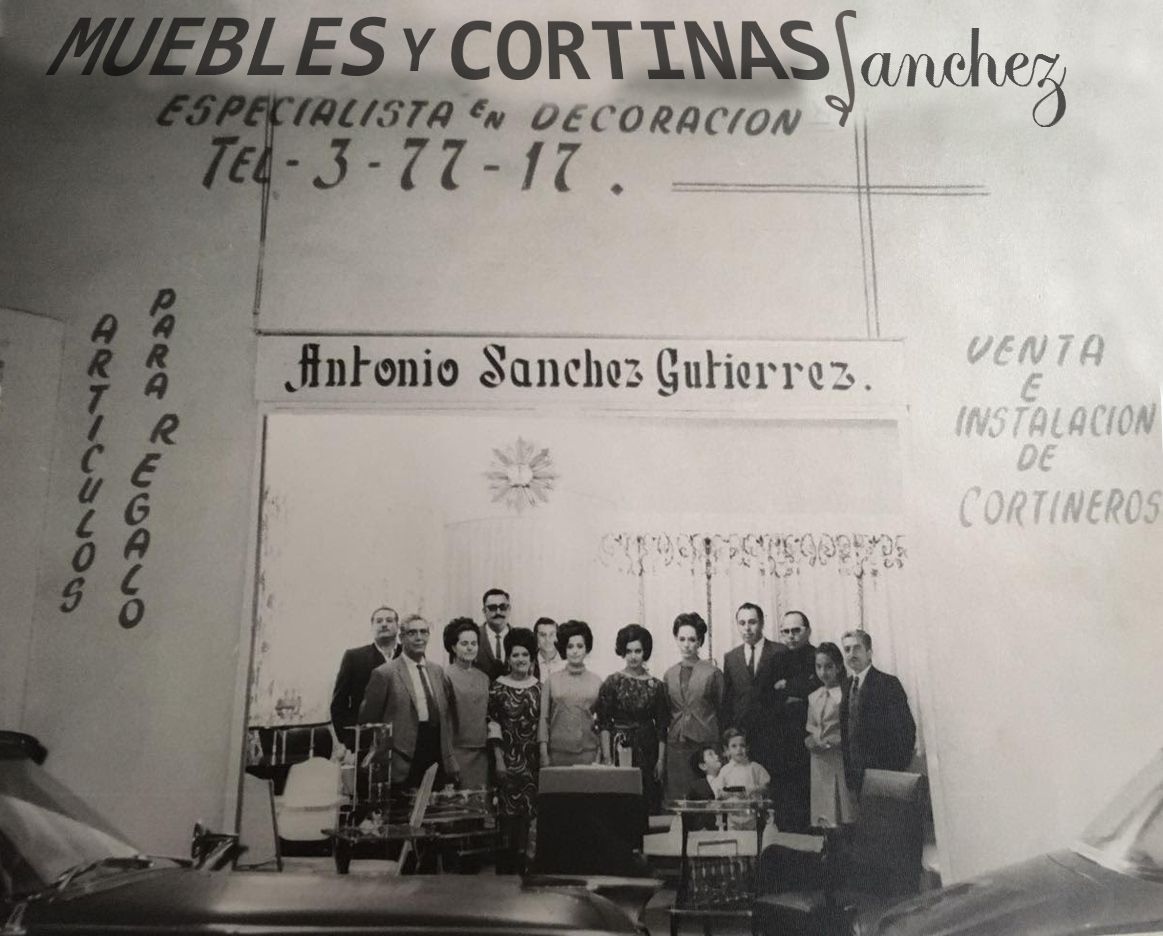 MUEBLES Y CORTINAS Sanchez
ESPECIALISTA EN DECORACION
TEL - 3 - 77 - 17 .
ARTICULOS
PARA REGALO
Antonio Sanchez Gutierrez.
VENTA
E
INSTALACION
DE
CORTINEROS